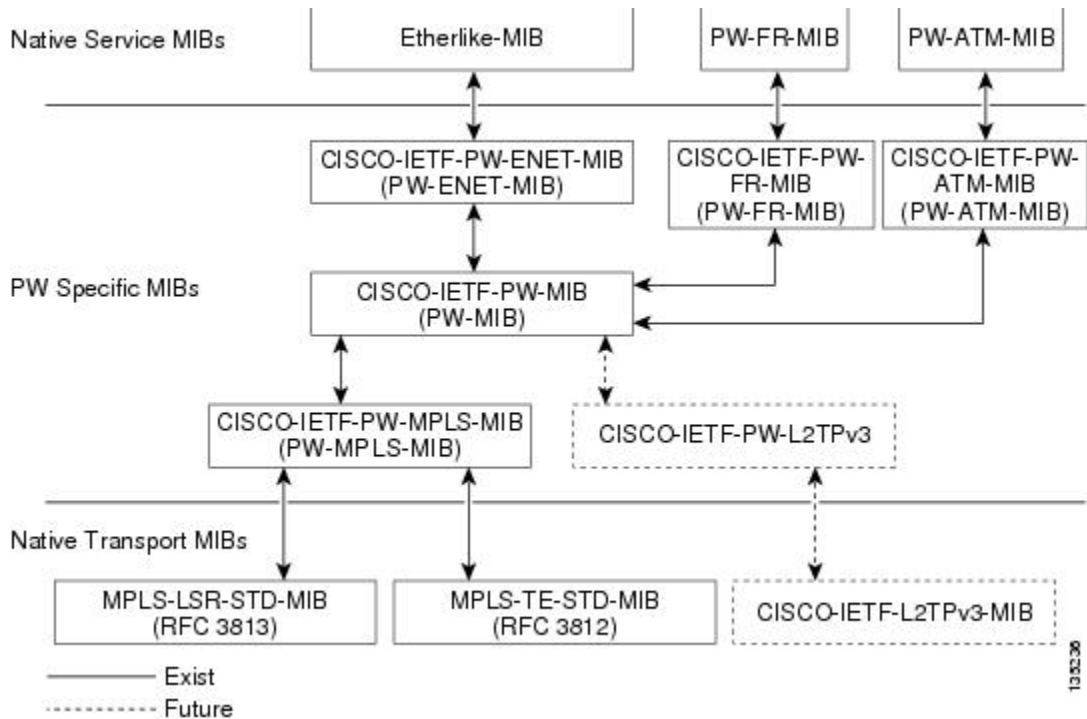 Native Service MIBs
Etherlike-MIB
PW-FR-MIB
PW-ATM-MIB
CISCO-IETF-PW-ENET-MIB
(PW-ENET-MIB)
CISCO-IETF-PW-
FR-MIB
(PW-FR-MIB)
CISCO-IETF-PW-
ATM-MIB
(PW-ATM-MIB)
PW Specific MIBs
CISCO-IETF-PW-MIB
(PW-MIB)
CISCO-IETF-PW-MPLS-MIB
(PW-MPLS-MIB)
CISCO-IETF-PW-L2TPv3
Native Transport MIBs
MPLS-LSR-STD-MIB
(RFC 3813)
MPLS-TE-STD-MIB
(RFC 3812)
CISCO-IETF-L2TPv3-MIB
Exist
Future
135236